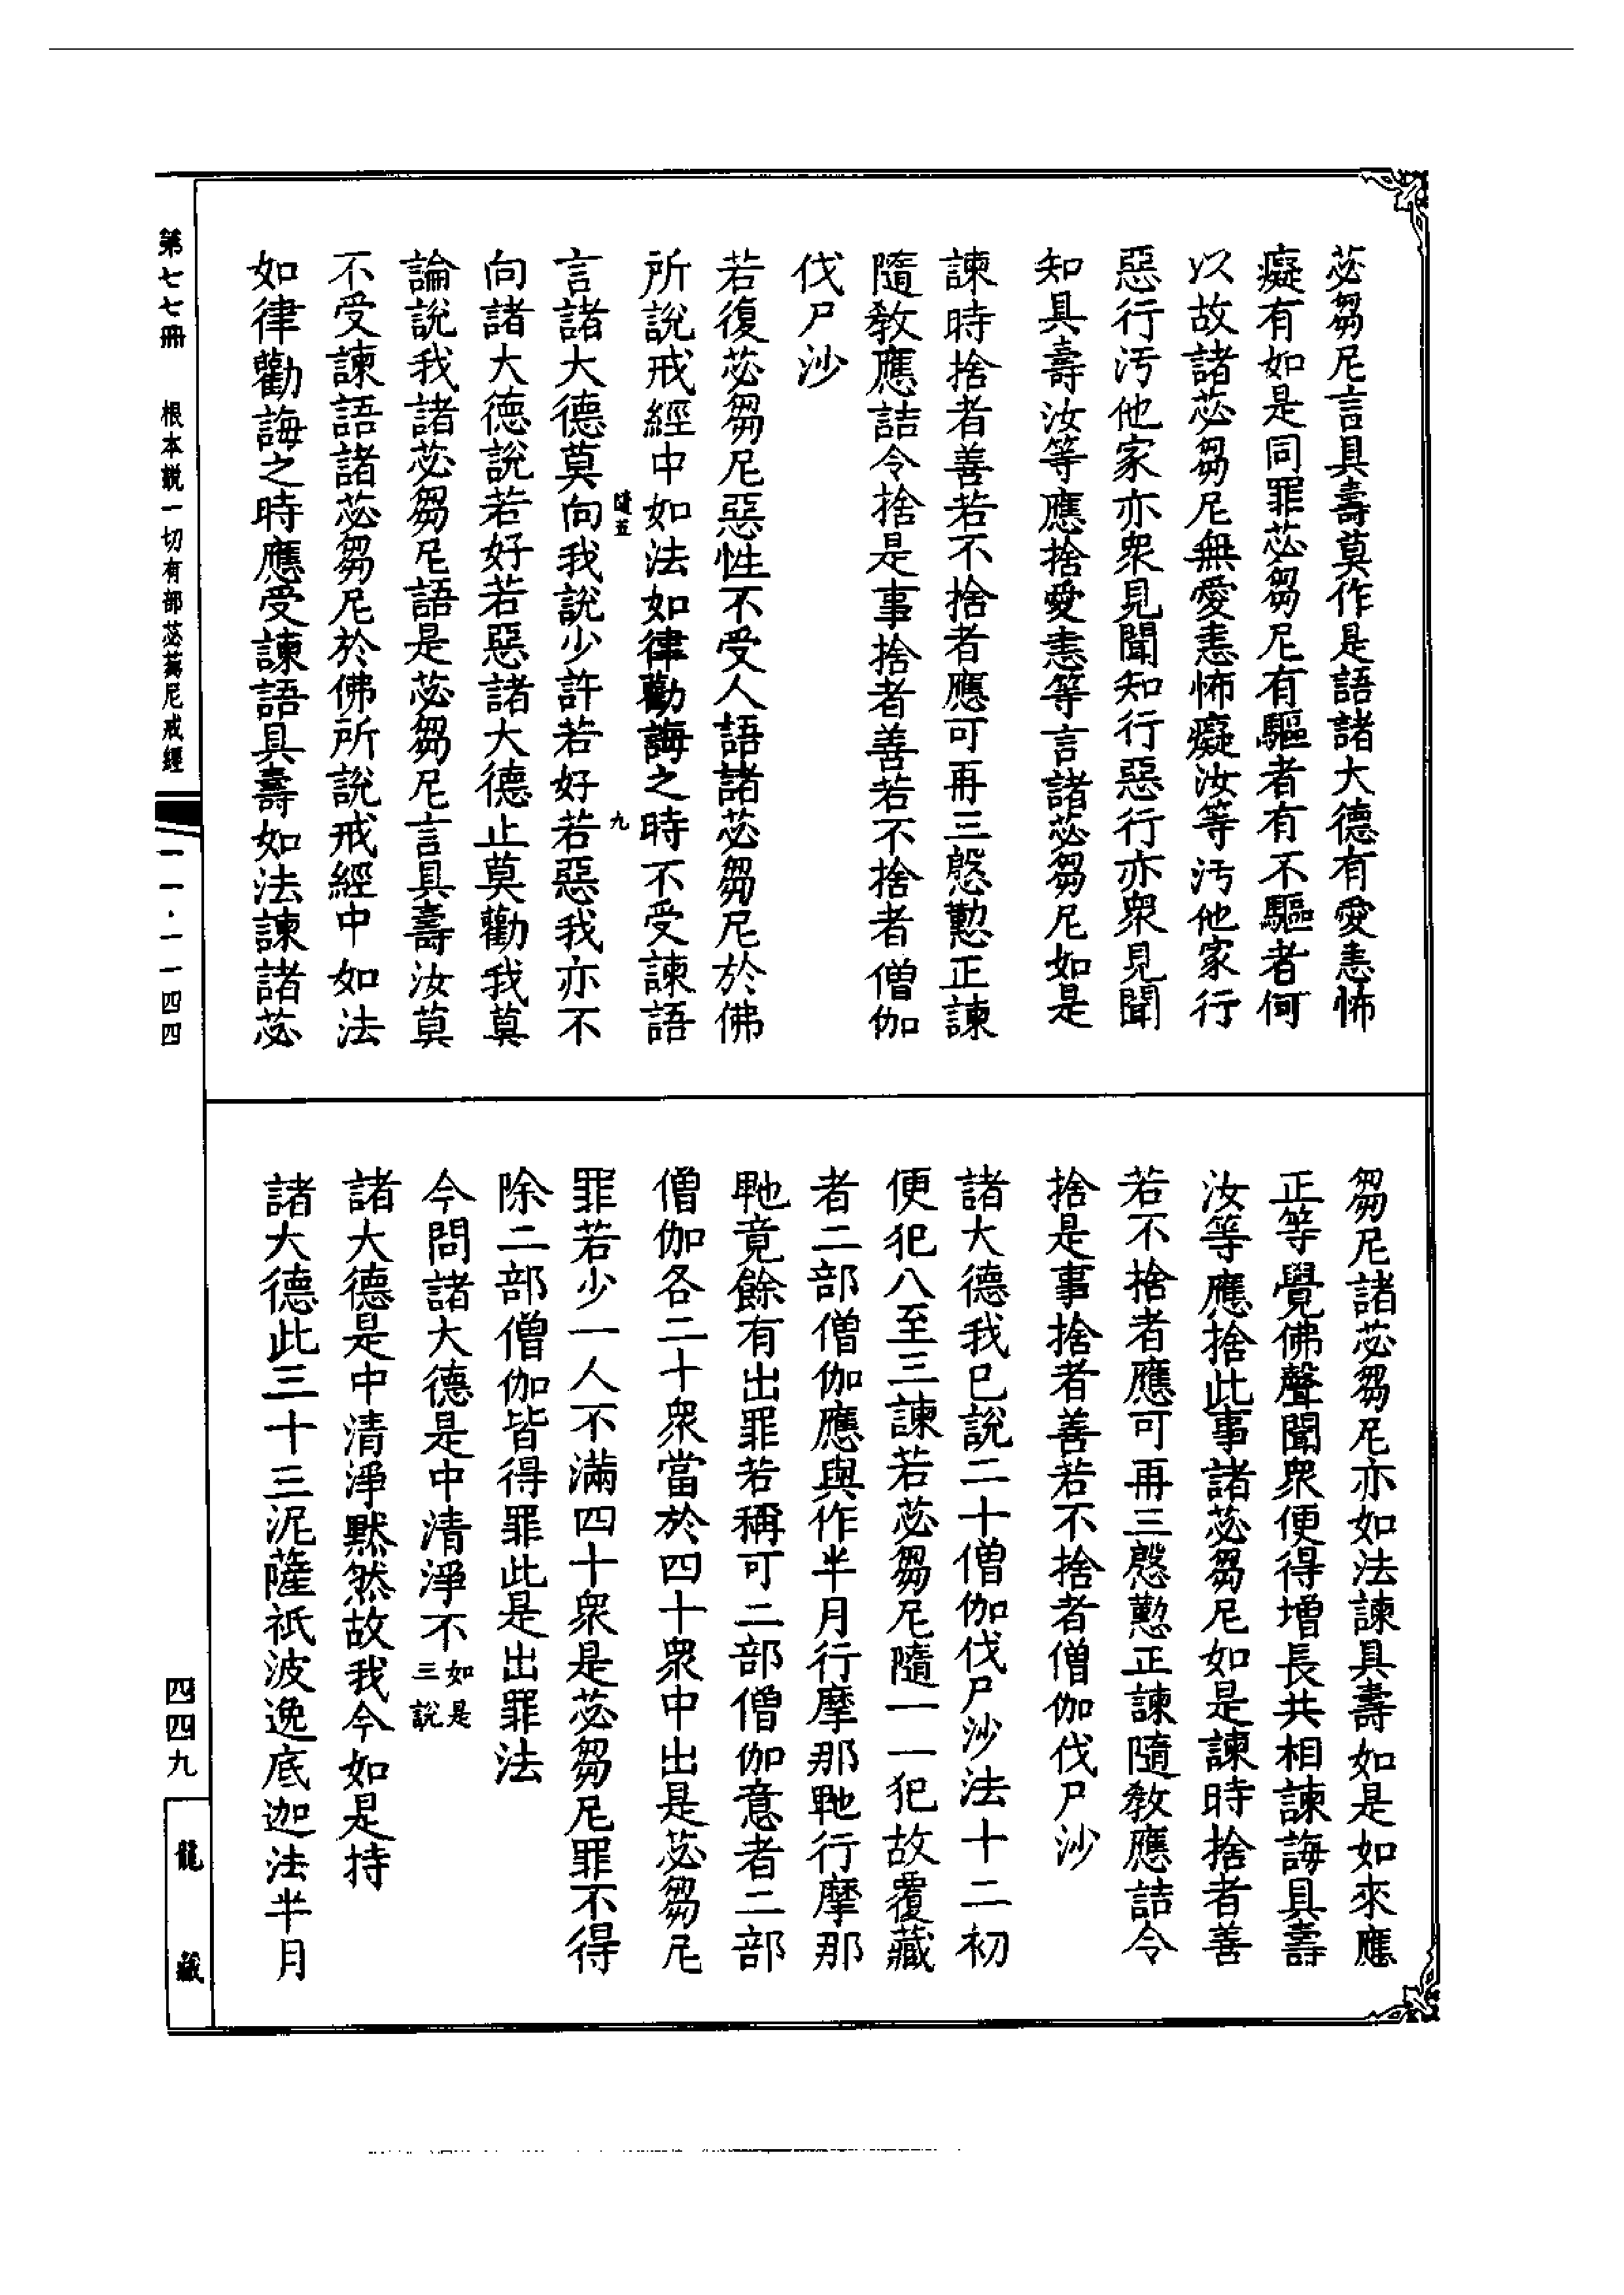 苾芻尼言具壽莫作是語諸大德有愛恚怖
癡有如是同罪苾芻尼有驅者有不驅者何
以故諸苾芻尼無愛恚怖癡汝等汚他家行
惡行汚他家亦衆見聞知行惡行亦衆見聞
知具壽汝等應捨愛恚等言諸苾芻尼如是
諫時捨者善若不捨者應可再三慇懃正諫
隨教應詰令捨是事捨者善若不捨者僧伽
伐尸沙
若復苾芻尼惡性不受人語諸苾芻尼於佛
所說戒經中如法如律勸誨之時不受諫語
隨五
九
言諸大德莫向我說少許若好若惡我亦不
向諸大德說若好若惡諸大德止莫勸我莫
論說我諸苾芻尼語是苾芻尼言具壽汝莫
不受諫語諸苾芻尼於佛所說戒經中如法
如律勸誨之時應受諫語具壽如法諫諸苾
芻尼諸苾芻尼亦如法諫具壽如是如來應
正等覺佛聲聞衆便得增長共相諫誨具壽
汝等應捨此事諸苾芻尼如是諫時捨者善
若不捨者應可再三慇懃正諫隨教應詰令
捨是事捨者善若不捨者僧伽伐尸沙
諸大德我已說二十僧伽伐尸沙法十二初
便犯八至三諫若苾芻尼隨一一犯故覆藏
者二部僧伽應與作半月行摩那䩭行摩那
䩭竟餘有出罪若稱可二部僧伽意者二部
僧伽各二十衆當於四十衆中出是苾芻尼
罪若少一人不滿四十衆是苾芻尼罪不得
除二部僧伽皆得罪此是出罪法
今問諸大德是中清淨不如是三說
諸大德是中清淨默然故我今如是持
諸大德此三十三泥薩祇波逸底迦法半月
第七七冊 根本説一切有部苾蒭尼戒經
一一·一一四四
四四九
龍藏